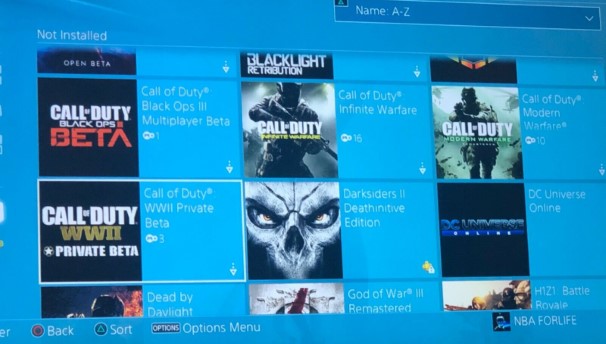 Name: A-Z
Not Installed
OPEN BETA
BLACKLIGHT
RETRIBUTION
CALL OF DUTY
BLACK OPS III
BETA
Call of Duty®
Black Ops III
Multiplayer Beta
1
CALL OF DUTY
INFINITE WARFARE
Call of Duty®
Infinite Warfare
16
CALL OF DUTY
MODERN WARFARE
Call of Duty®
Modern
Warfare®
10
CALL OF DUTY
WWII
PRIVATE BETA
Call of Duty®
WWII Private
Beta
3
Darksiders II
Deathinitive
Edition
DC UNIVERSE
ONLINE
DC Universe
Online
Dead by
Daylight
God of War® III
Remastered
H1Z1 Battle
Royale
er
Back
Sort
OPTIONS Options Menu
NBA FORLIFE